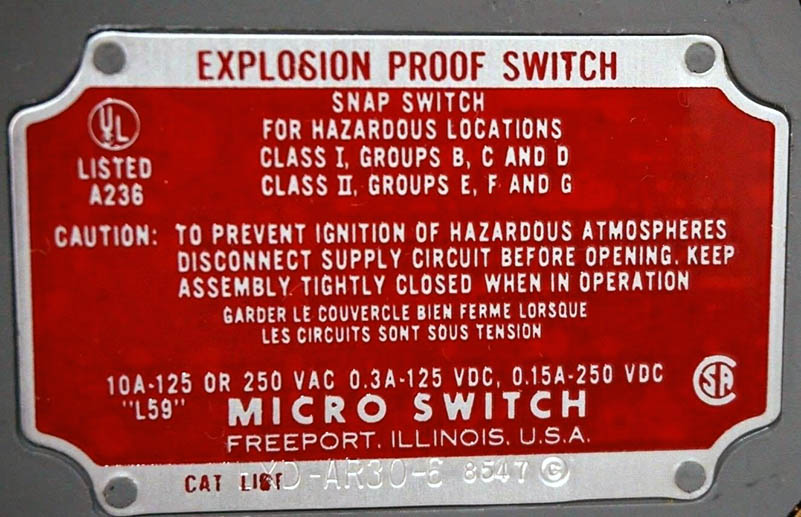 EXPLOSION PROOF SWITCH
SNAP SWITCH
FOR HAZARDOUS LOCATIONS
CLASS I, GROUPS B, C AND D
CLASS II, GROUPS E, F AND G
UL
LISTED
A236
CAUTION: TO PREVENT IGNITION OF HAZARDOUS ATMOSPHERES
DISCONNECT SUPPLY CIRCUIT BEFORE OPENING. KEEP
ASSEMBLY TIGHTLY CLOSED WHEN IN OPERATION
GARDER LE COUVERCLE BIEN FERME LORSQUE
LES CIRCUITS SONT SOUS TENSION
10A-125 OR 250 VAC 0.3A-125 VDC, 0.15A-250 VDC
"L59" MICRO SWITCH
FREEPORT, ILLINOIS, U.S.A.
SA
CAT LIST 8547 G